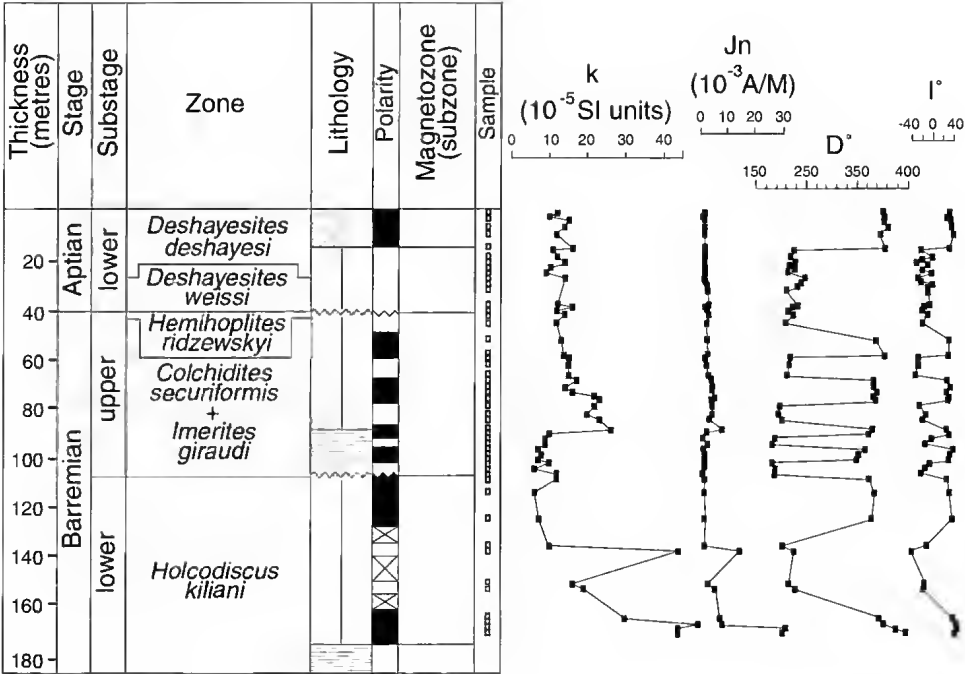 Thickness
(metres)
Stage
Substage
Zone
Lithology
Polarity
Magnetozone
(subzone)
Sample
k
(10⁻⁵SI units)
0 10 20 30 40
Jn
(10⁻³A/M)
0 30
D°
150 250 350 400
I°
-40 0 40
20
40
60
80
100
120
140
160
180
Aptian
Barremian
lower
upper
lower
Deshayesites
deshayesi
Deshayesites
weissi
Hemihoplites
ridzewskyi
Colchidites
securiformis
+
Imerites
giraudi
Holcodiscus
kiliani